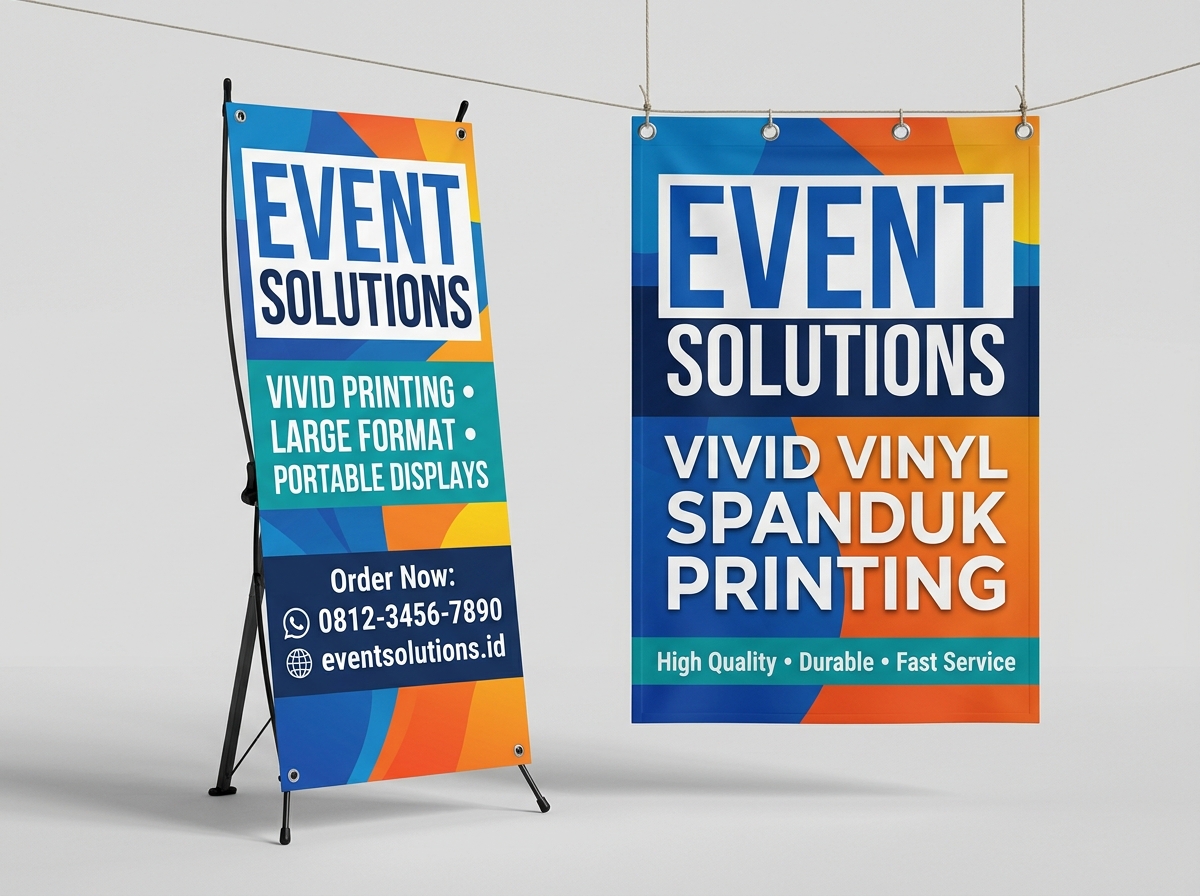 EVENT
SOLUTIONS
VIVID PRINTING •
LARGE FORMAT •
PORTABLE DISPLAYS
Order Now:
0812-3456-7890
eventsolutions.id
EVENT
SOLUTIONS
VIVID VINYL
SPANDUK
PRINTING
High Quality • Durable • Fast Service